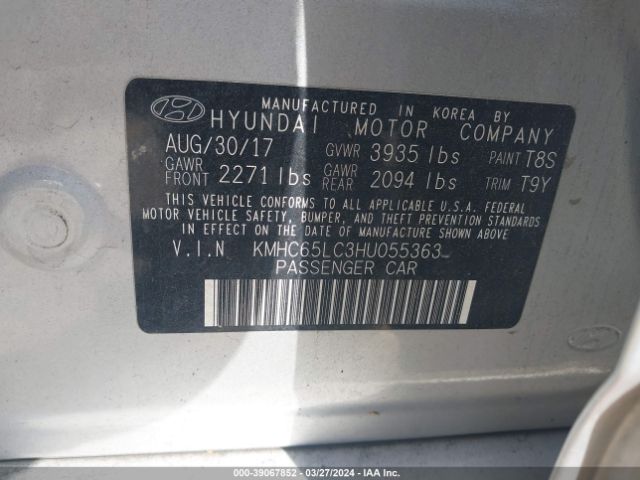 MANUFACTURED IN KOREA BY
HYUNDAI MOTOR COMPANY
AUG/30/17 GVWR 3935 lbs PAINT T8S
GAWR FRONT 2271 lbs GAWR REAR 2094 lbs TRIM T9Y
THIS VEHICLE CONFORMS TO ALL APPLICABLE U.S.A. FEDERAL
MOTOR VEHICLE SAFETY, BUMPER, AND THEFT PREVENTION STANDARDS
IN EFFECT ON THE DATE OF MANUFACTURE SHOWN ABOVE.
V.I.N KMHC65LC3HU055363
PASSENGER CAR
000-39067852 - 03/27/2024 - IAA Inc.